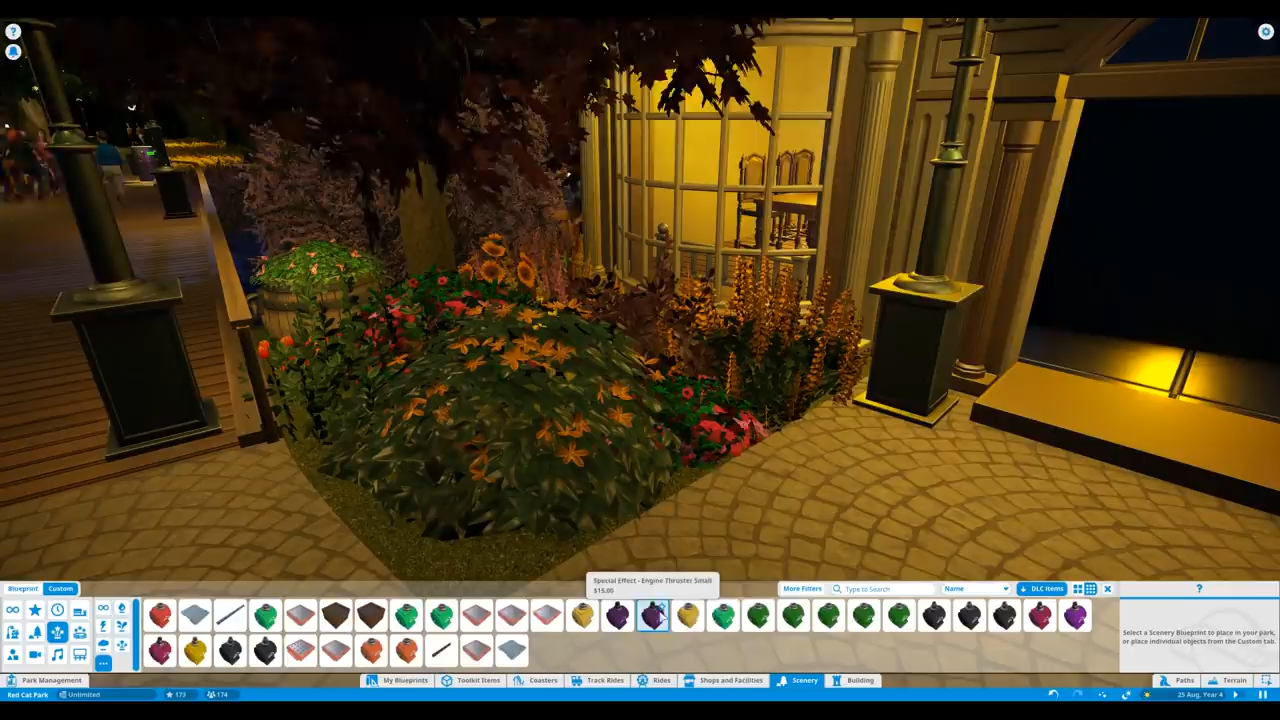 ?
Special Effect - Engine Thruster Small
$15.00
Blueprint
Custom
More Filters
Type to Search
Name
DLC Items
?
Select a Scenery Blueprint to place in your park,
or place individual objects from the Custom tab.
Park Management
My Blueprints
Toolkit Items
Coasters
Track Rides
Rides
Shops and Facilities
Scenery
Building
Paths
Terrain
Red Cat Park
Unlimited
173
174
25 Aug, Year 4